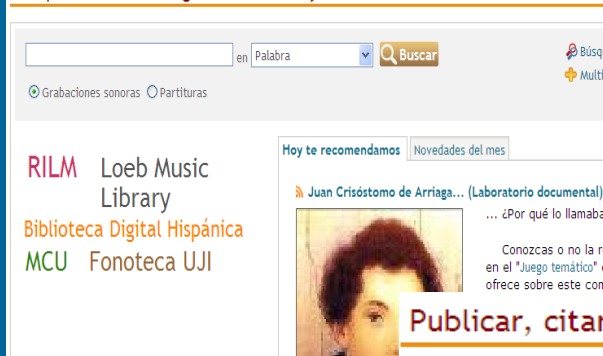 en Palabra Buscar
Grabaciones sonoras Partituras
Hoy te recomendamos Novedades del mes
RILM Loeb Music
Library
Biblioteca Digital Hispánica
MCU Fonoteca UJI
Juan Crisóstomo de Arriaga... (Laboratorio documental)
... ¿Por qué lo llamaba
Conozcas o no la
en el "Juego temático"
ofrece sobre este
Publicar, citar